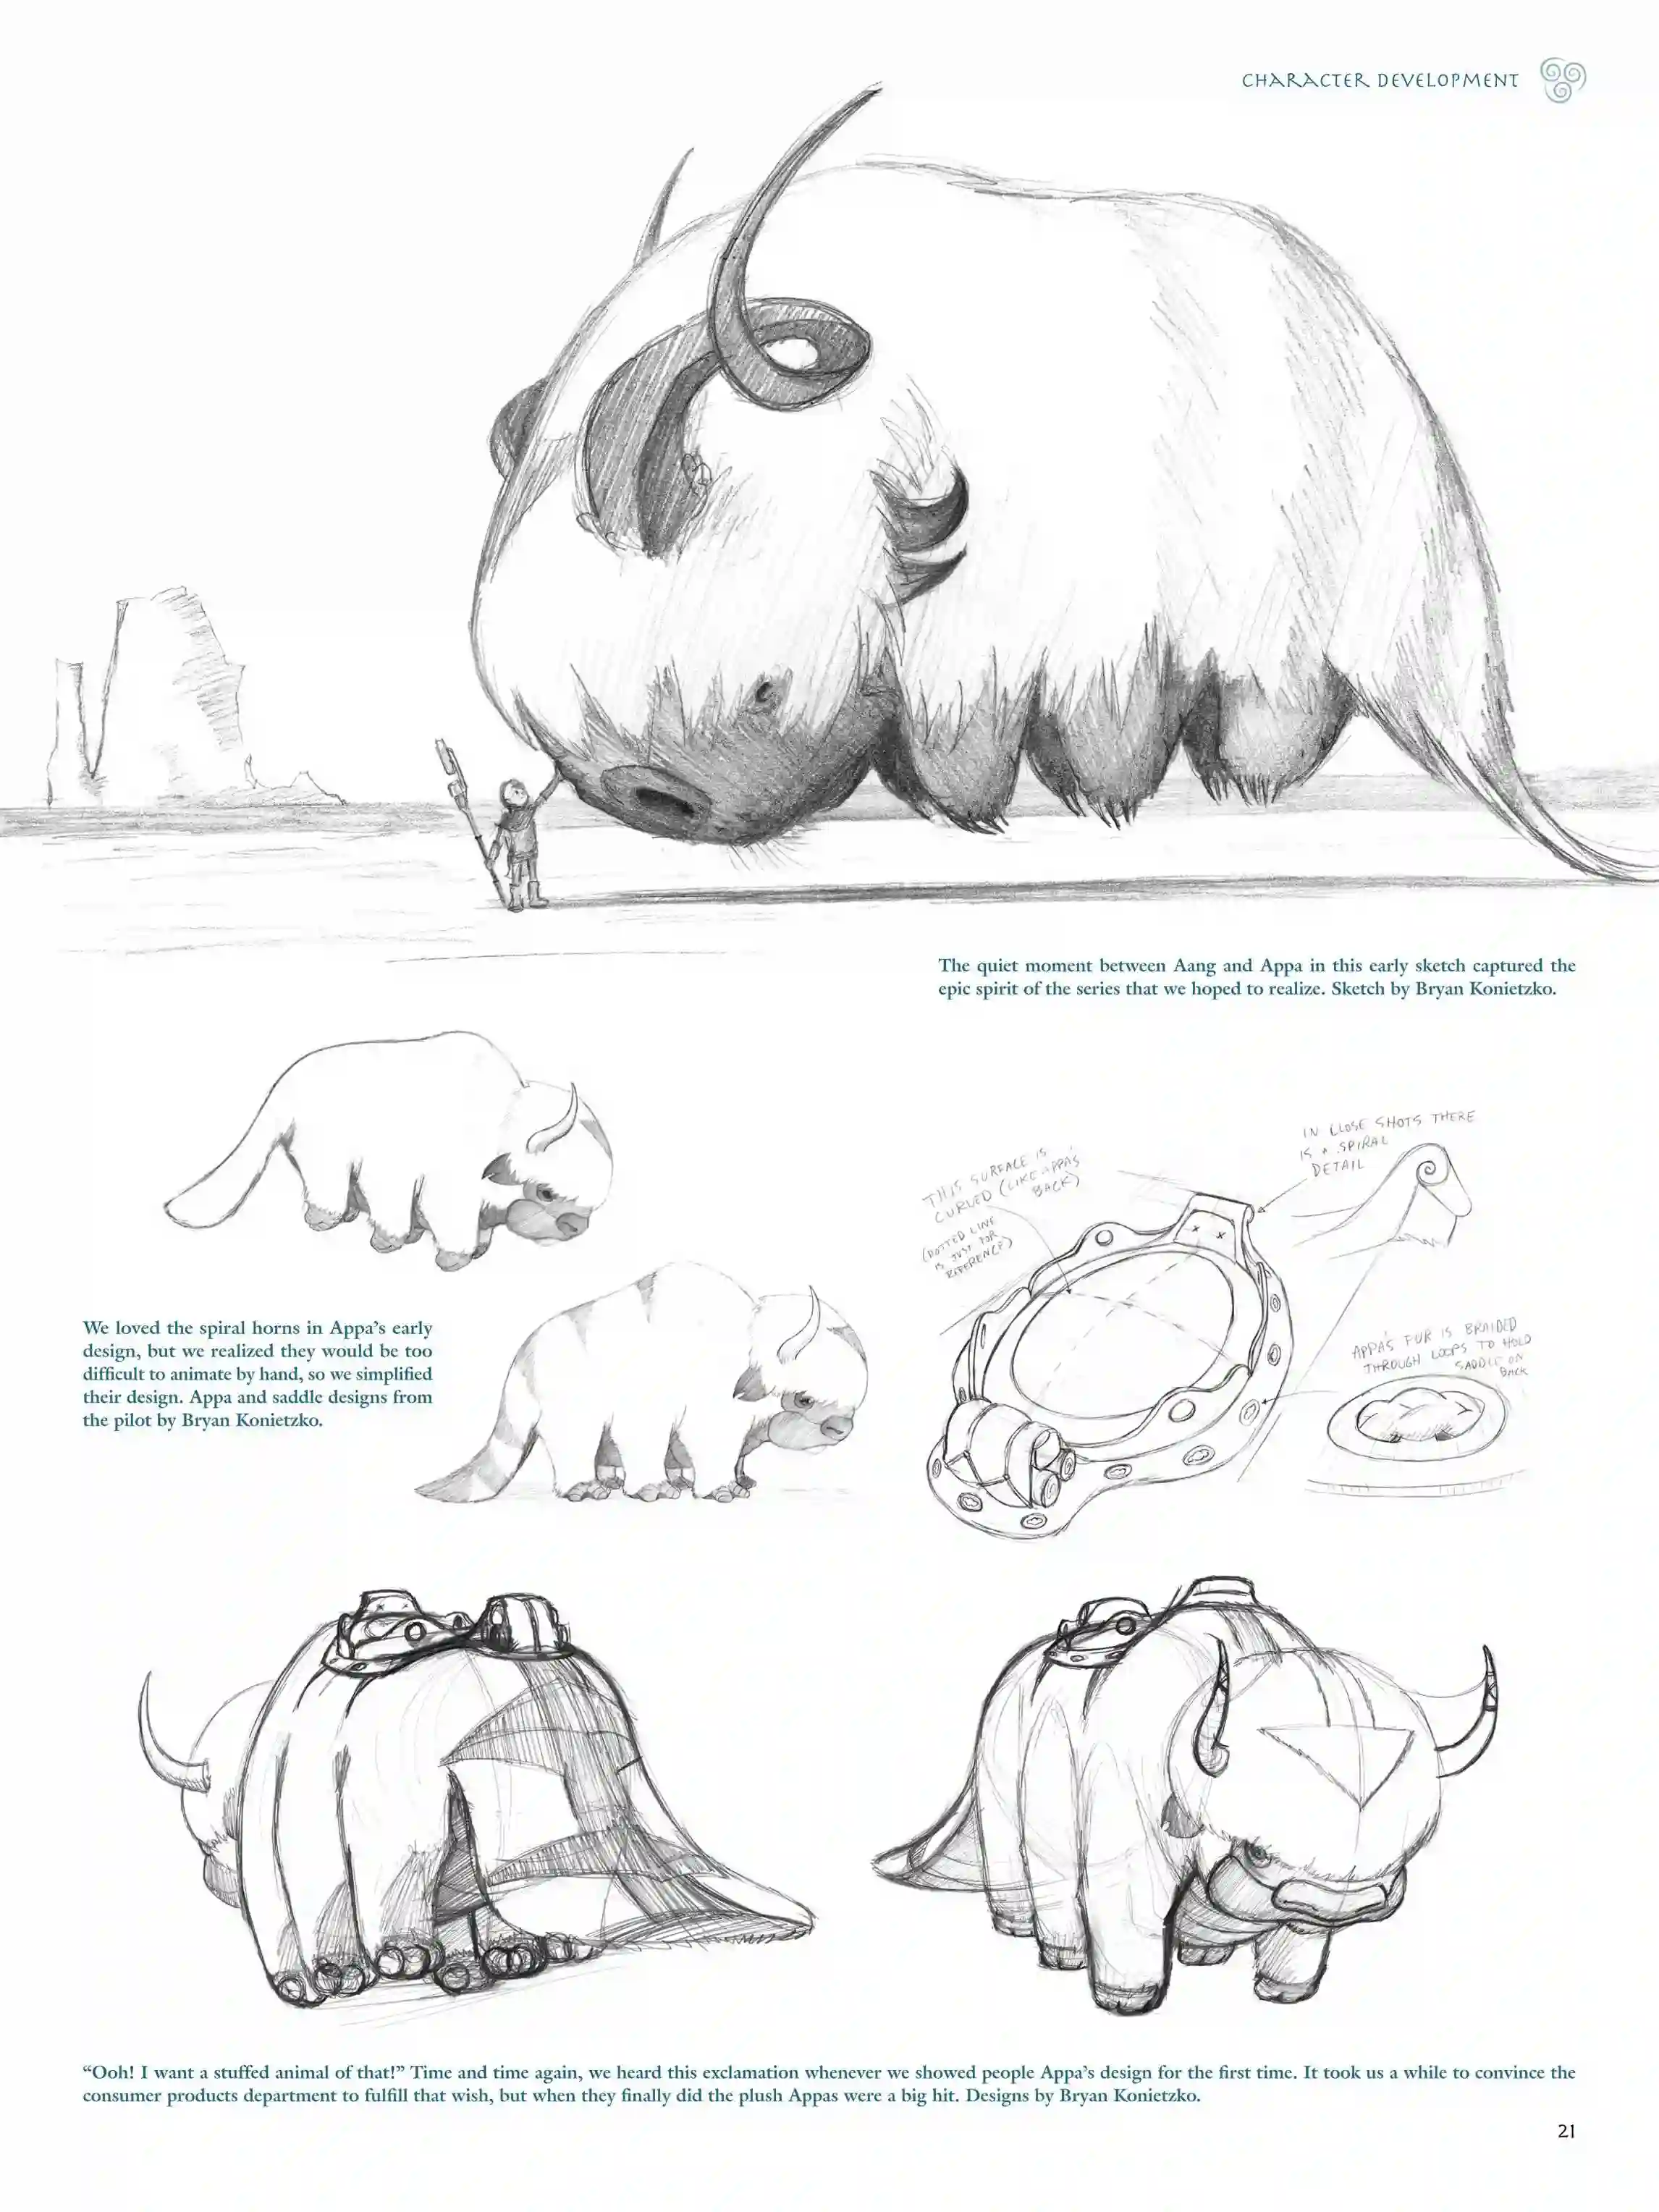 CHARACTER DEVELOPMENT
The quiet moment between Aang and Appa in this early sketch captured the
epic spirit of the series that we hoped to realize. Sketch by Bryan Konietzko.
IN CLOSE SHOTS THERE
IS A SPIRAL
DETAIL
THIS SURFACE IS
CURVED (LIKE APPA'S
BACK)
(DOTTED LINE
IS JUST FOR
REFERENCE)
APPA'S FUR IS BRAIDED
THROUGH LOOPS TO HOLD
SADDLE ON
BACK
We loved the spiral horns in Appa's early
design, but we realized they would be too
difficult to animate by hand, so we simplified
their design. Appa and saddle designs from
the pilot by Bryan Konietzko.
“Ooh! I want a stuffed animal of that!” Time and time again, we heard this exclamation whenever we showed people Appa's design for the first time. It took us a while to convince the
consumer products department to fulfill that wish, but when they finally did the plush Appas were a big hit. Designs by Bryan Konietzko.
21